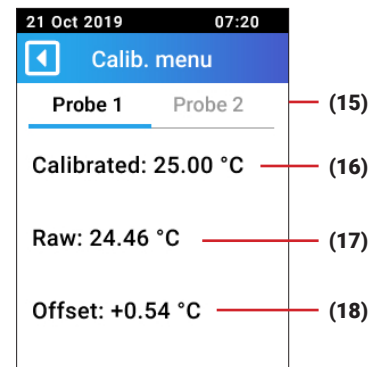 21 Oct 2019 07:20
Calib. menu
Probe 1 Probe 2 (15)
Calibrated: 25.00 °C (16)
Raw: 24.46 °C (17)
Offset: +0.54 °C (18)